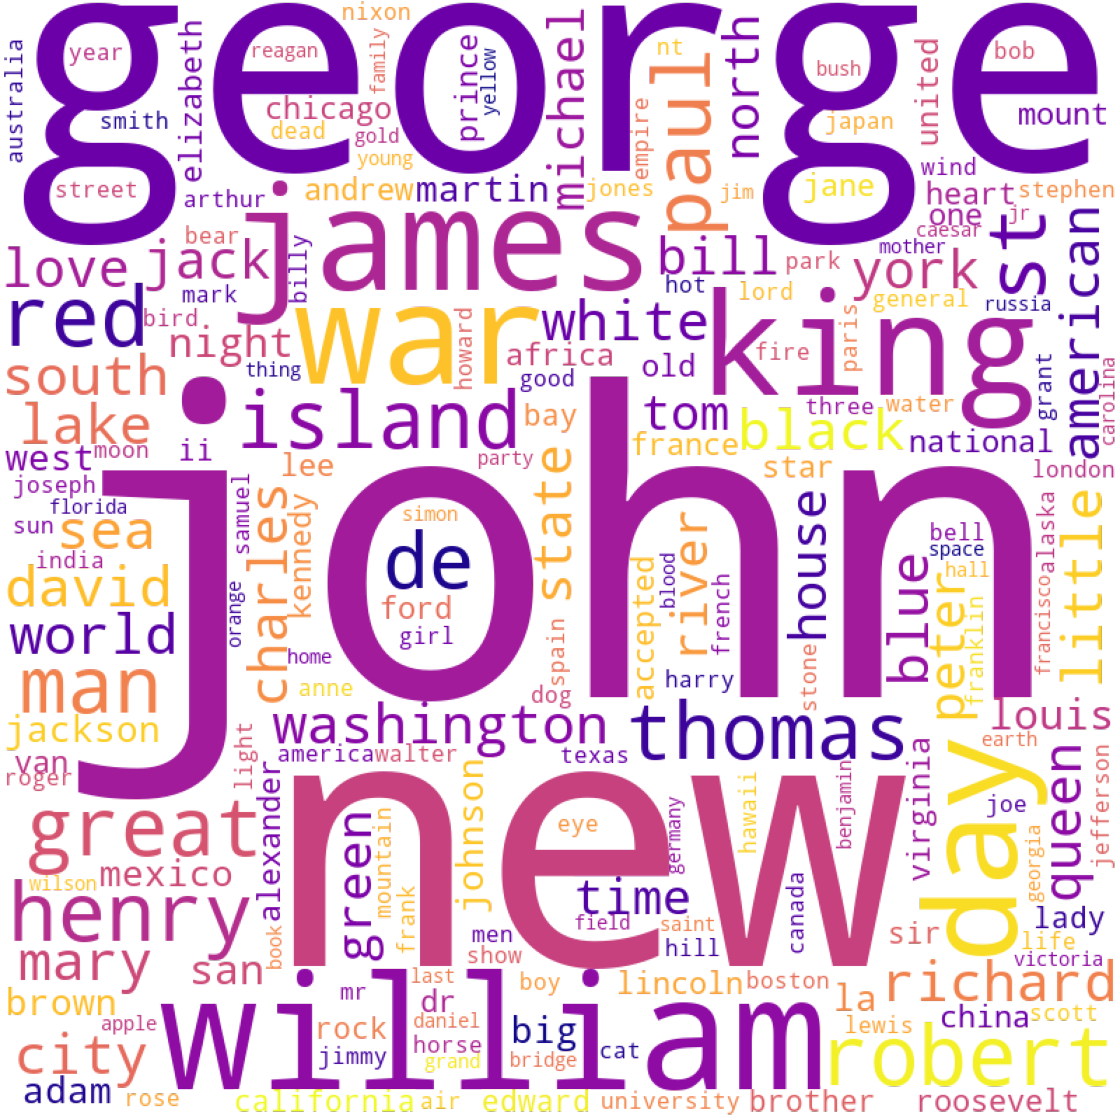 george
nixon
year
reagan
family
australia
elizabeth
smith
chicago
dead
gold
young
prince
yellow
michael
nt
paul
empire
north
bush
japan
united
bob
mount
street
arthur
andrew
martin
jones
jim
jane
wind
heart
stephen
one
jr
caesar
mother
st
american
bear
billy
love
jack
james
bill
hot
park
lord
york
general
russia
red
mark
bird
night
thing
war
howard
white
africa
good
old
king
fire
paris
grant
carolina
south
lake
island
bay
tom
three
water
france
black
national
west
moon
ii
lee
party
star
london
joseph
florida
sun
sea
samuel
john
simon
de
ford
girl
state
river
blood
french
house
bell
space
hall
alaska
little
india
david
orange
charles
kennedy
accepted
blue
peter
franklin
francisco
world
man
home
anne
spain
dog
harry
stone
jackson
van
roger
light
washington
thomas
louis
america
walter
texas
earth
day
queen
jefferson
great
alexander
green
mountain
johnson
new
eye
germany
hawaii
benjamin
virginia
joe
georgia
wilson
mexico
henry
book
frank
time
field
saint
canada
men
show
hill
sir
lady
life
victoria
mary
san
mr
last
boy
lincoln
boston
la
richard
brown
apple
william
rock
dr
daniel
big
lewis
china
scott
city
jimmy
horse
grand
bridge
cat
robert
adam
rose
california
air
edward
university
brother
roosevelt